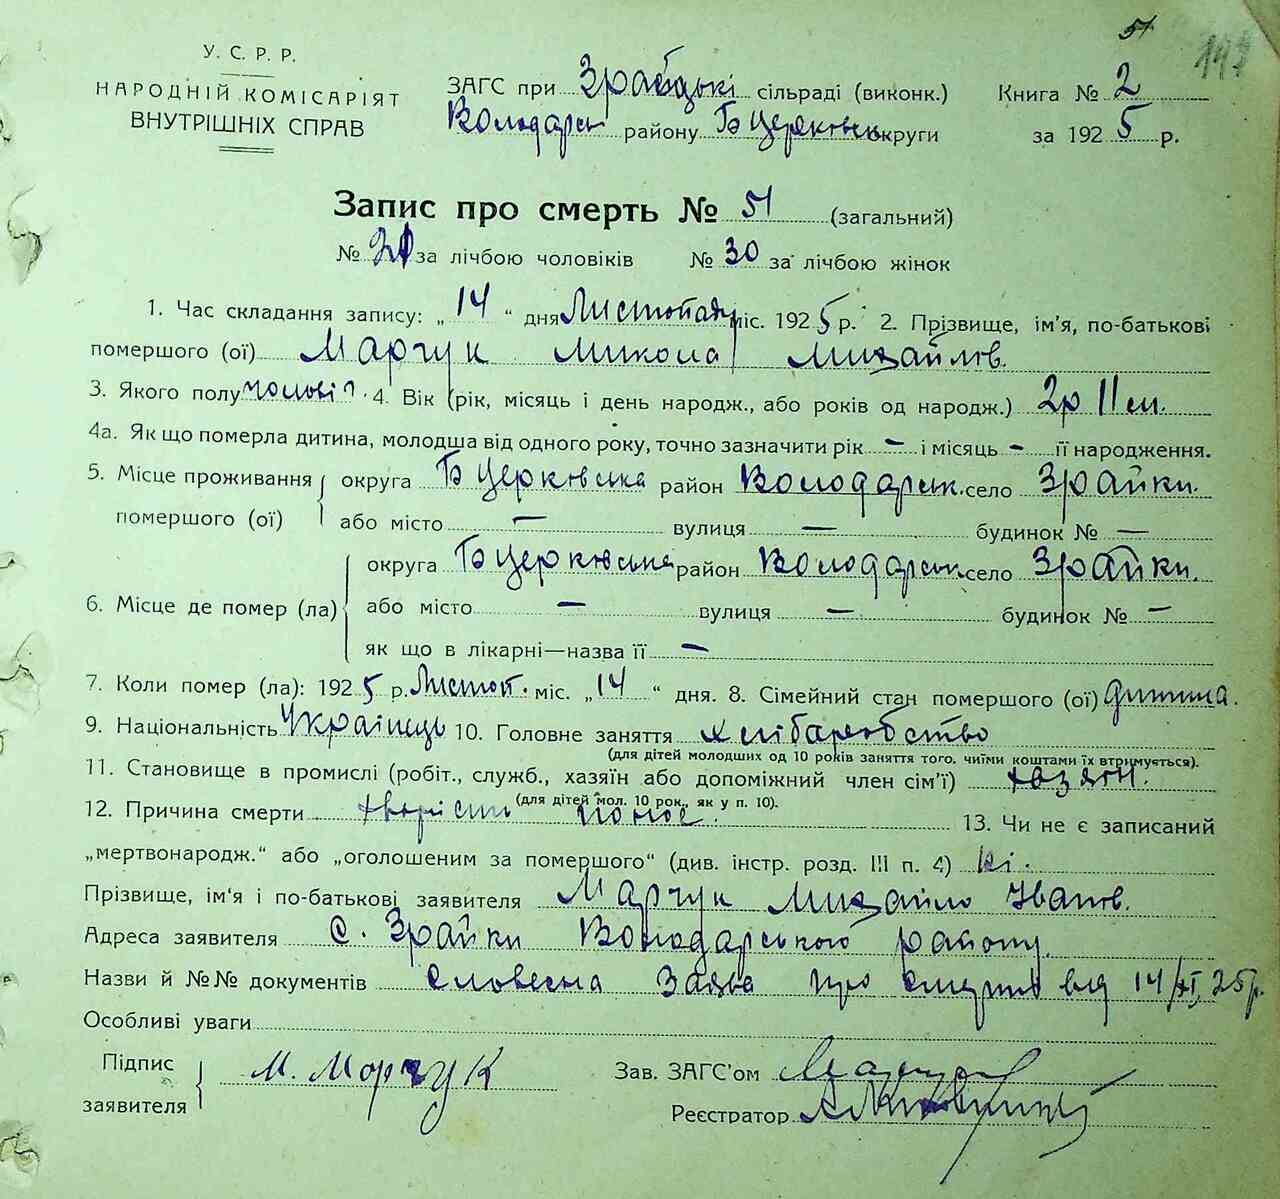 51
У. С. Р. Р.
НАРОДНІЙ КОМІСАРІЯТ
ВНУТРІШНІХ СПРАВ
ЗАГС при Зрайцькі сільраді (виконк.) Книга № 2
Володарськ району Б Церковськ округи за 1925 р.
Запис про смерть № 51 (загальний)
№ 21 за лічбою чоловіків № 30 за лічбою жінок
1. Час складання запису: „14“ дня Листопада міс. 1925 р. 2. Прізвище, ім'я, по-батькові
помершого (ої) Марчук Микола Михайлов.
3. Якого полу чолові 4. Вік (рік, місяць і день народж., або років од народж.) 2р 11 м.
4а. Як що померла дитина, молодша від одного року, точно зазначити рік — і місяць — її народження.
5. Місце проживання округа Б Церковська район Володарськ. село Зрайки.
помершого (ої) або місто — вулиця — будинок № —
округа Б Церковська район Володарськ. село Зрайки.
6. Місце де помер (ла) або місто — вулиця — будинок № —
як що в лікарні—назва її —
7. Коли помер (ла): 1925 р. Листоп. міс. „14“ дня. 8. Сімейний стан помершого (ої) дитина.
9. Національність Українець 10. Головне заняття хлібаробство
(для дітей молодших од 10 років заняття того, чиїми коштами їх втримується).
11. Становище в промислі (робіт., служб., хазяїн або допоміжний член сім'ї) хазяїн.
(для дітей мол. 10 рок., як у п. 10).
12. Причина смерти хворість понос. 13. Чи не є записаний
„мертвонародж.“ або „оголошеним за помершого“ (див. інстр. розд. III п. 4) ні.
Прізвище, ім'я і по-батькові заявителя Марчук Михайло Іванов.
Адреса заявителя с. Зрайки Володарського району.
Назви й №№ документів Словесна Заява про смерть від 14/XI 25р.
Особливі уваги
Підпис заявителя М. Морчук Зав. ЗАГС'ом
Реєстратор